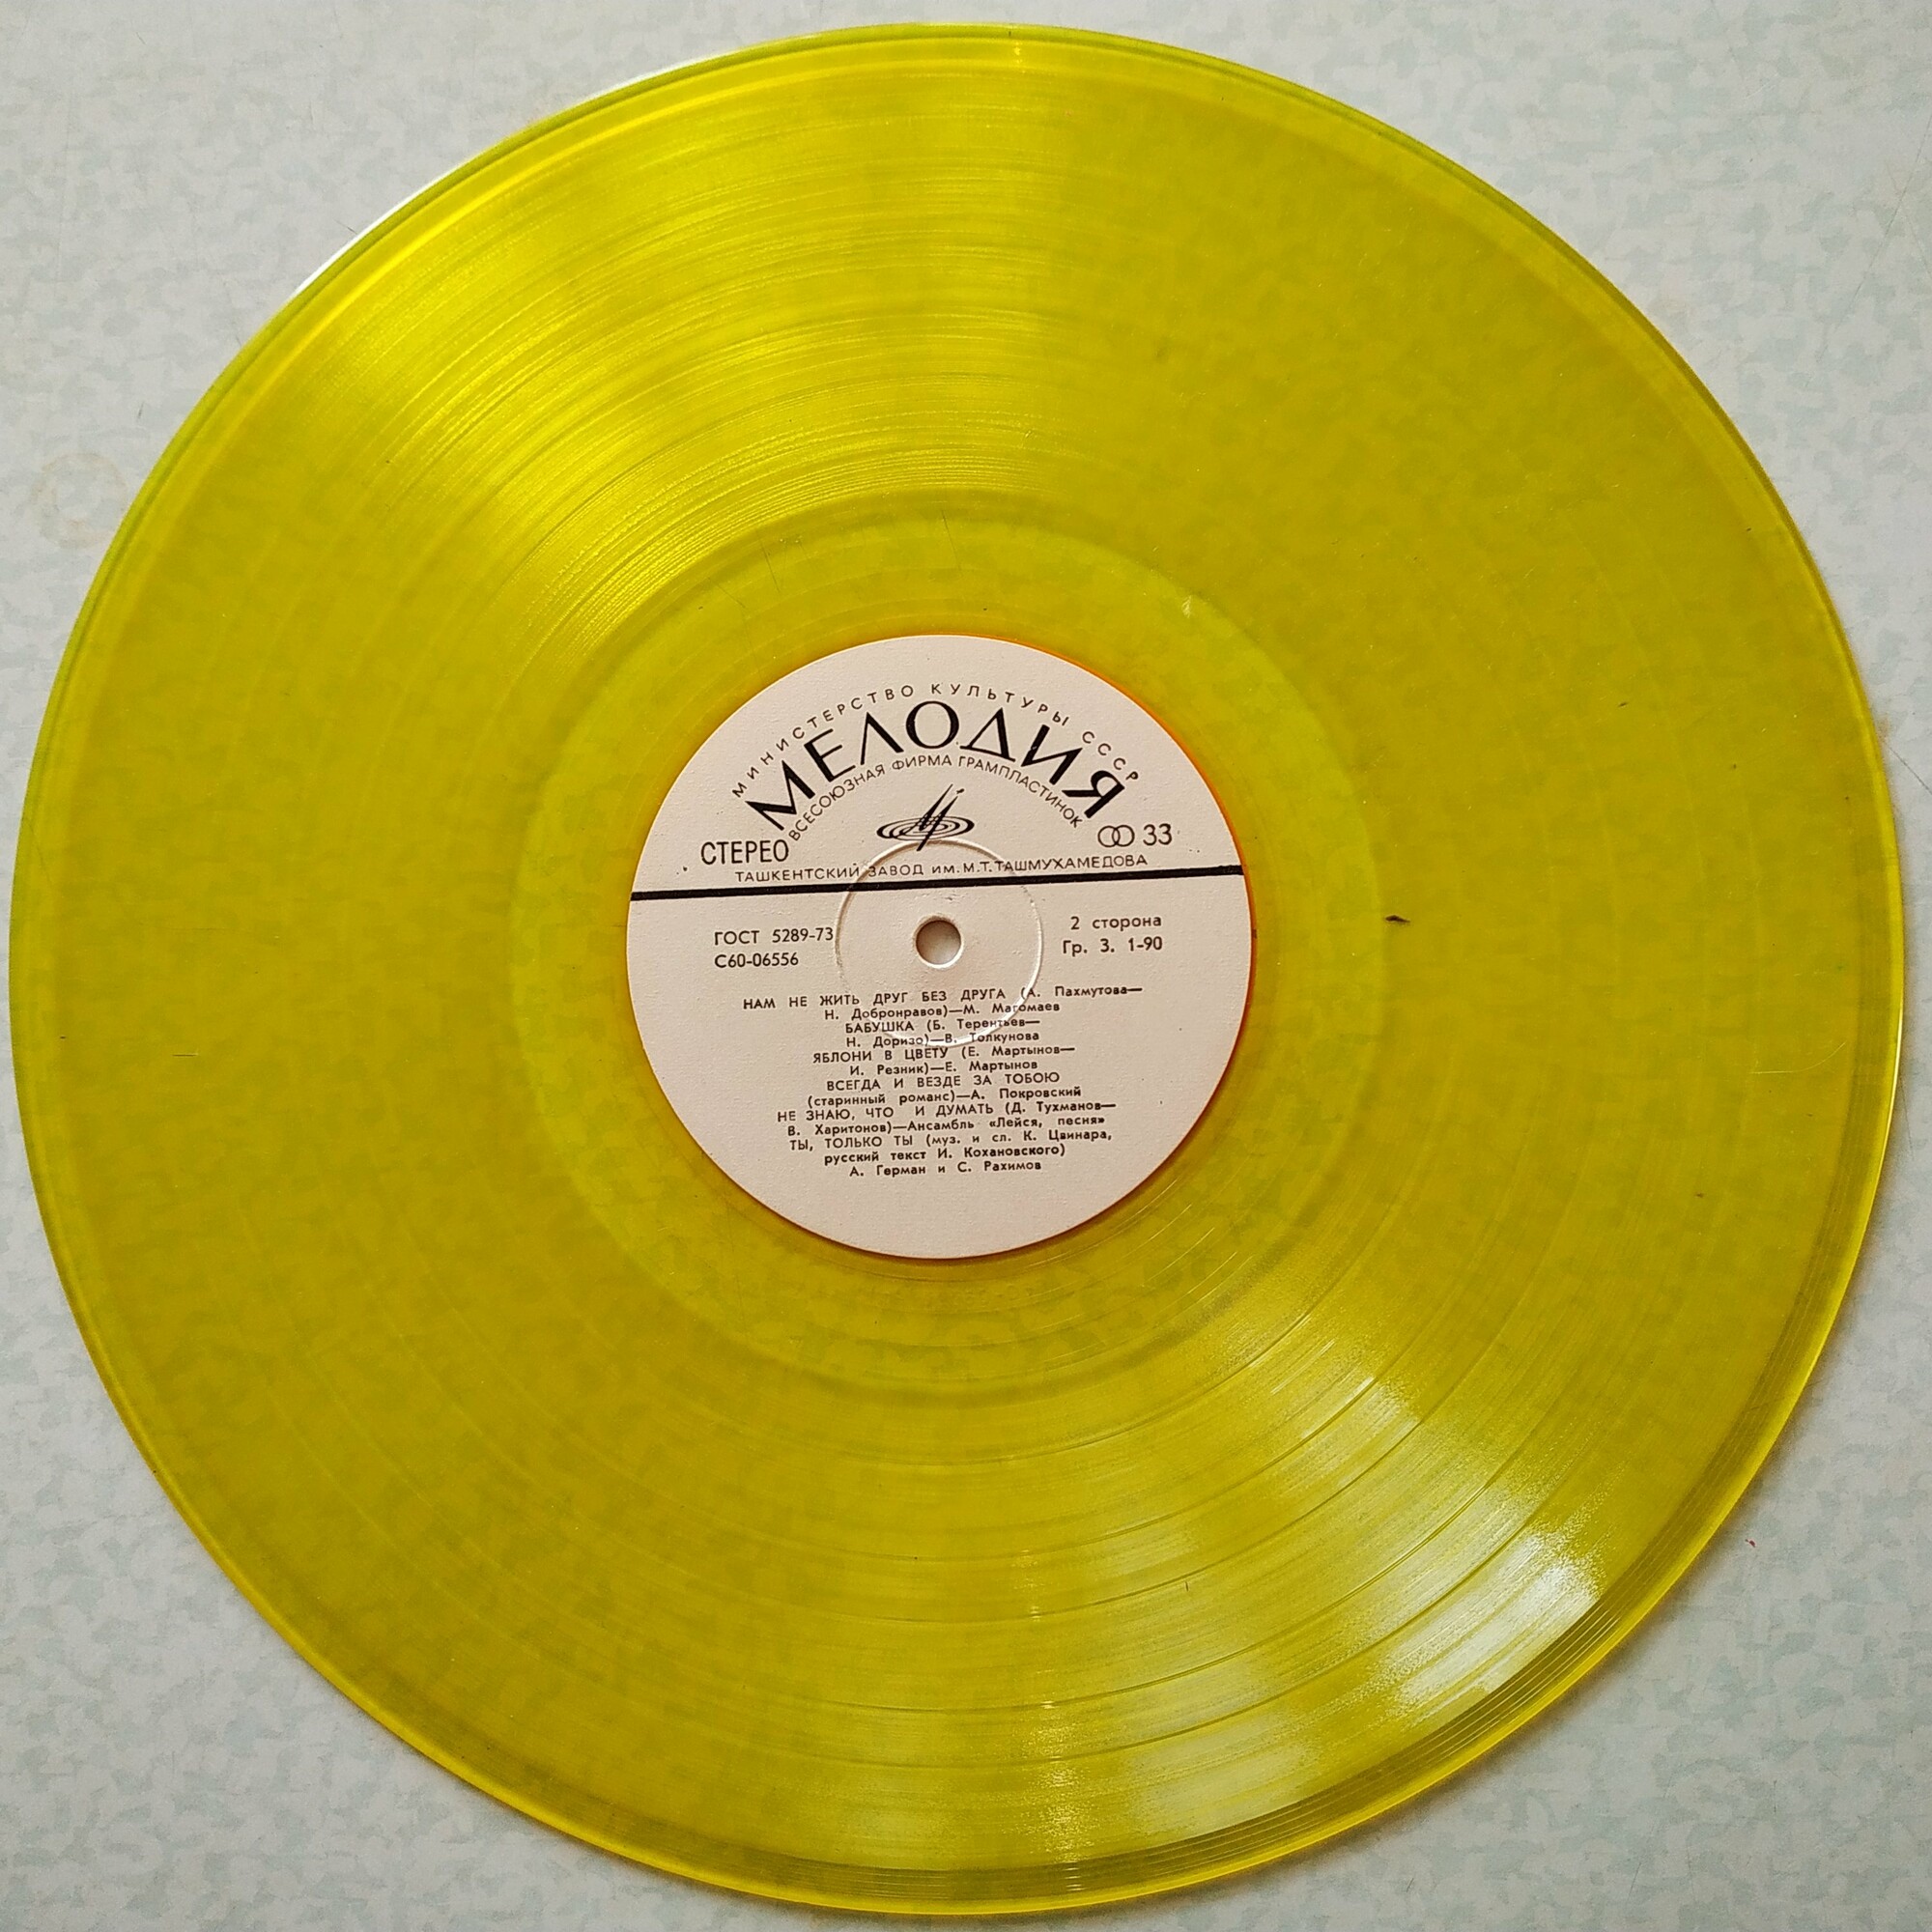 МИНИСТЕРСТВО КУЛЬТУРЫ СССР
МЕЛОДИЯ
ВСЕСОЮЗНАЯ ФИРМА ГРАМПЛАСТИНОК
СТЕРЕО
33
ТАШКЕНТСКИЙ ЗАВОД им. М.Т. ТАШМУХАМЕДОВА
ГОСТ 5289-73
С60-06556
2 сторона
Гр. 3. 1-90
НАМ НЕ ЖИТЬ ДРУГ БЕЗ ДРУГА (А. Пахмутова—
Н. Добронравов)—М. Магомаев
БАБУШКА (Б. Терентьев—
Н. Доризо)—В. Толкунова
ЯБЛОНИ В ЦВЕТУ (Е. Мартынов—
И. Резник)—Е. Мартынов
ВСЕГДА И ВЕЗДЕ ЗА ТОБОЮ
(старинный романс)—А. Покровский
НЕ ЗНАЮ, ЧТО И ДУМАТЬ (Д. Тухманов—
В. Харитонов)—Ансамбль «Лейся, песня»
ТЫ, ТОЛЬКО ТЫ (муз. и сл. К. Цвинара,
русский текст И. Кохановского)
А. Герман и С. Рахимов